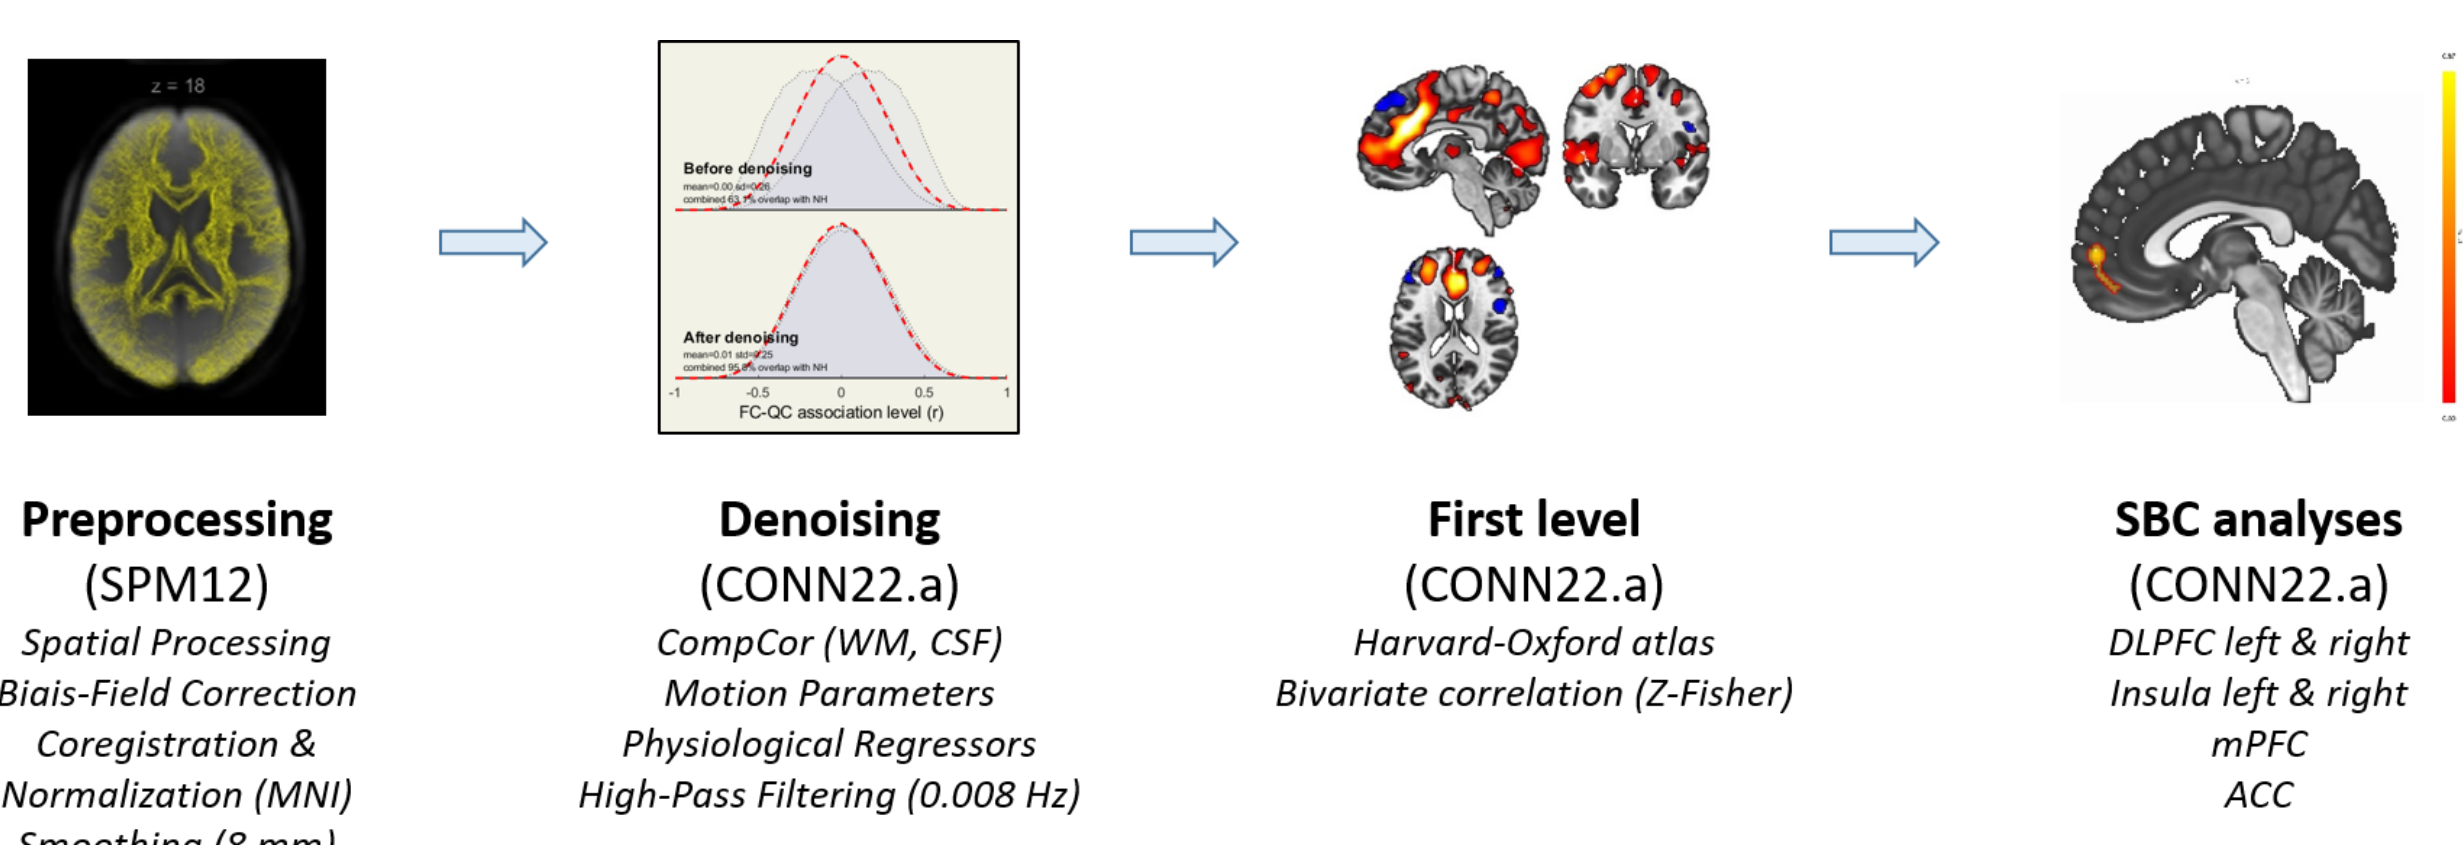 z = 18
Before denoising
mean=0.00 sd=0.26
combined 63.1% overlap with NH
After denoising
mean=0.01 std=0.25
combined 95.% overlap with NH
-1 -0.5 0 0.5 1
FC-QC association level (r)
Preprocessing
(SPM12)
Spatial Processing
Biais-Field Correction
Coregistration &
Normalization (MNI)
Smoothing (8 mm)
Denoising
(CONN22.a)
CompCor (WM, CSF)
Motion Parameters
Physiological Regressors
High-Pass Filtering (0.008 Hz)
First level
(CONN22.a)
Harvard-Oxford atlas
Bivariate correlation (Z-Fisher)
SBC analyses
(CONN22.a)
DLPFC left & right
Insula left & right
mPFC
ACC